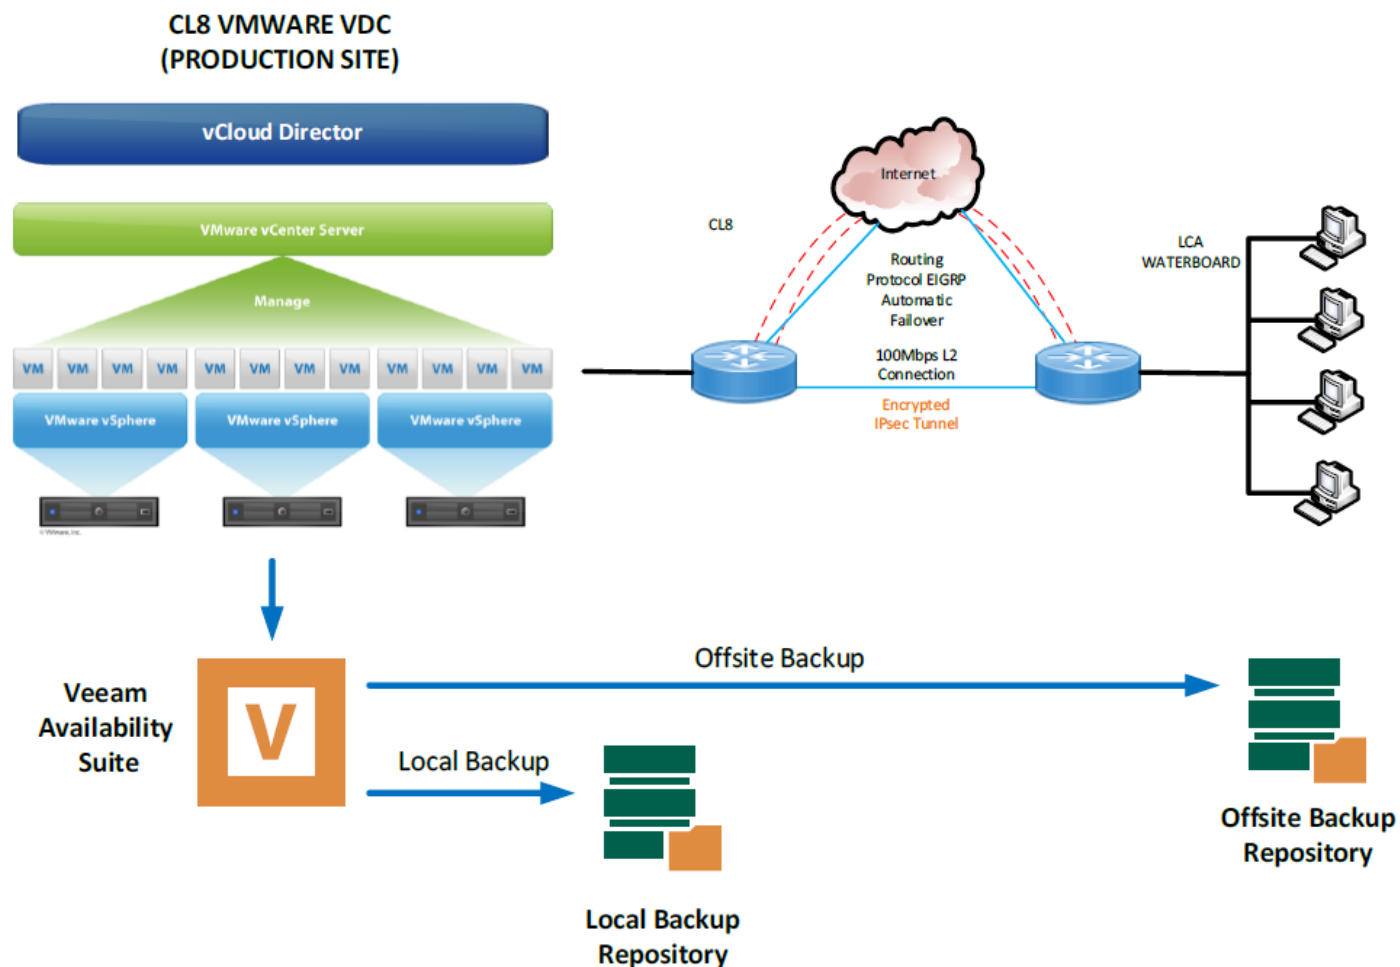 CL8 VMWARE VDC
(PRODUCTION SITE)
vCloud Director
VMware vCenter Server
Manage
VM VM VM VM VM VM VM VM VM VM VM VM
VMware vSphere VMware vSphere VMware vSphere
© VMware, Inc.
Internet
CL8
Routing
Protocol EIGRP
Automatic
Failover
100Mbps L2
Connection
Encrypted
IPsec Tunnel
LCA
WATERBOARD
Veeam
Availability
Suite
V
Offsite Backup
Local Backup
Offsite Backup
Repository
Local Backup
Repository